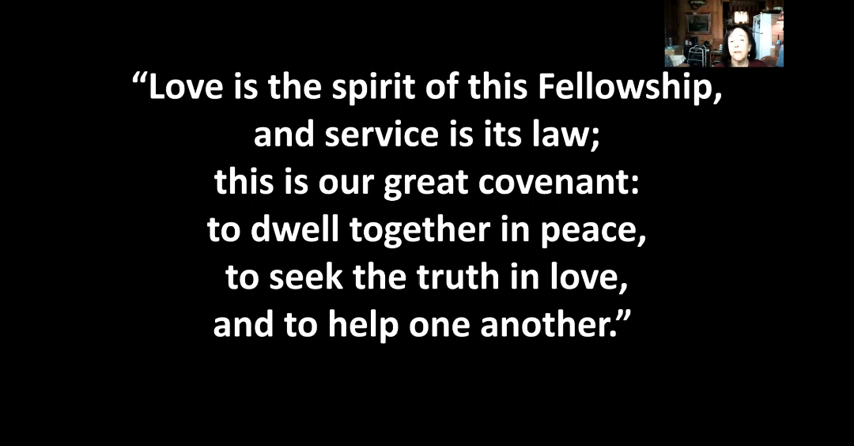 “Love is the spirit of this Fellowship,
and service is its law;
this is our great covenant:
to dwell together in peace,
to seek the truth in love,
and to help one another.”